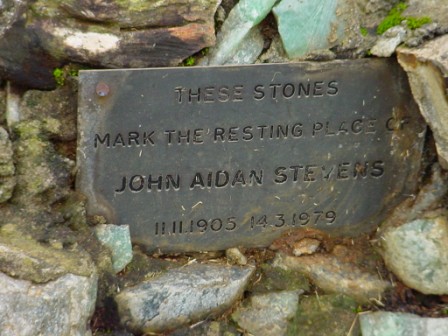 THESE STONES
MARK THE RESTING PLACE OF
JOHN AIDAN STEVENS
11.11.1905 14.3.1979